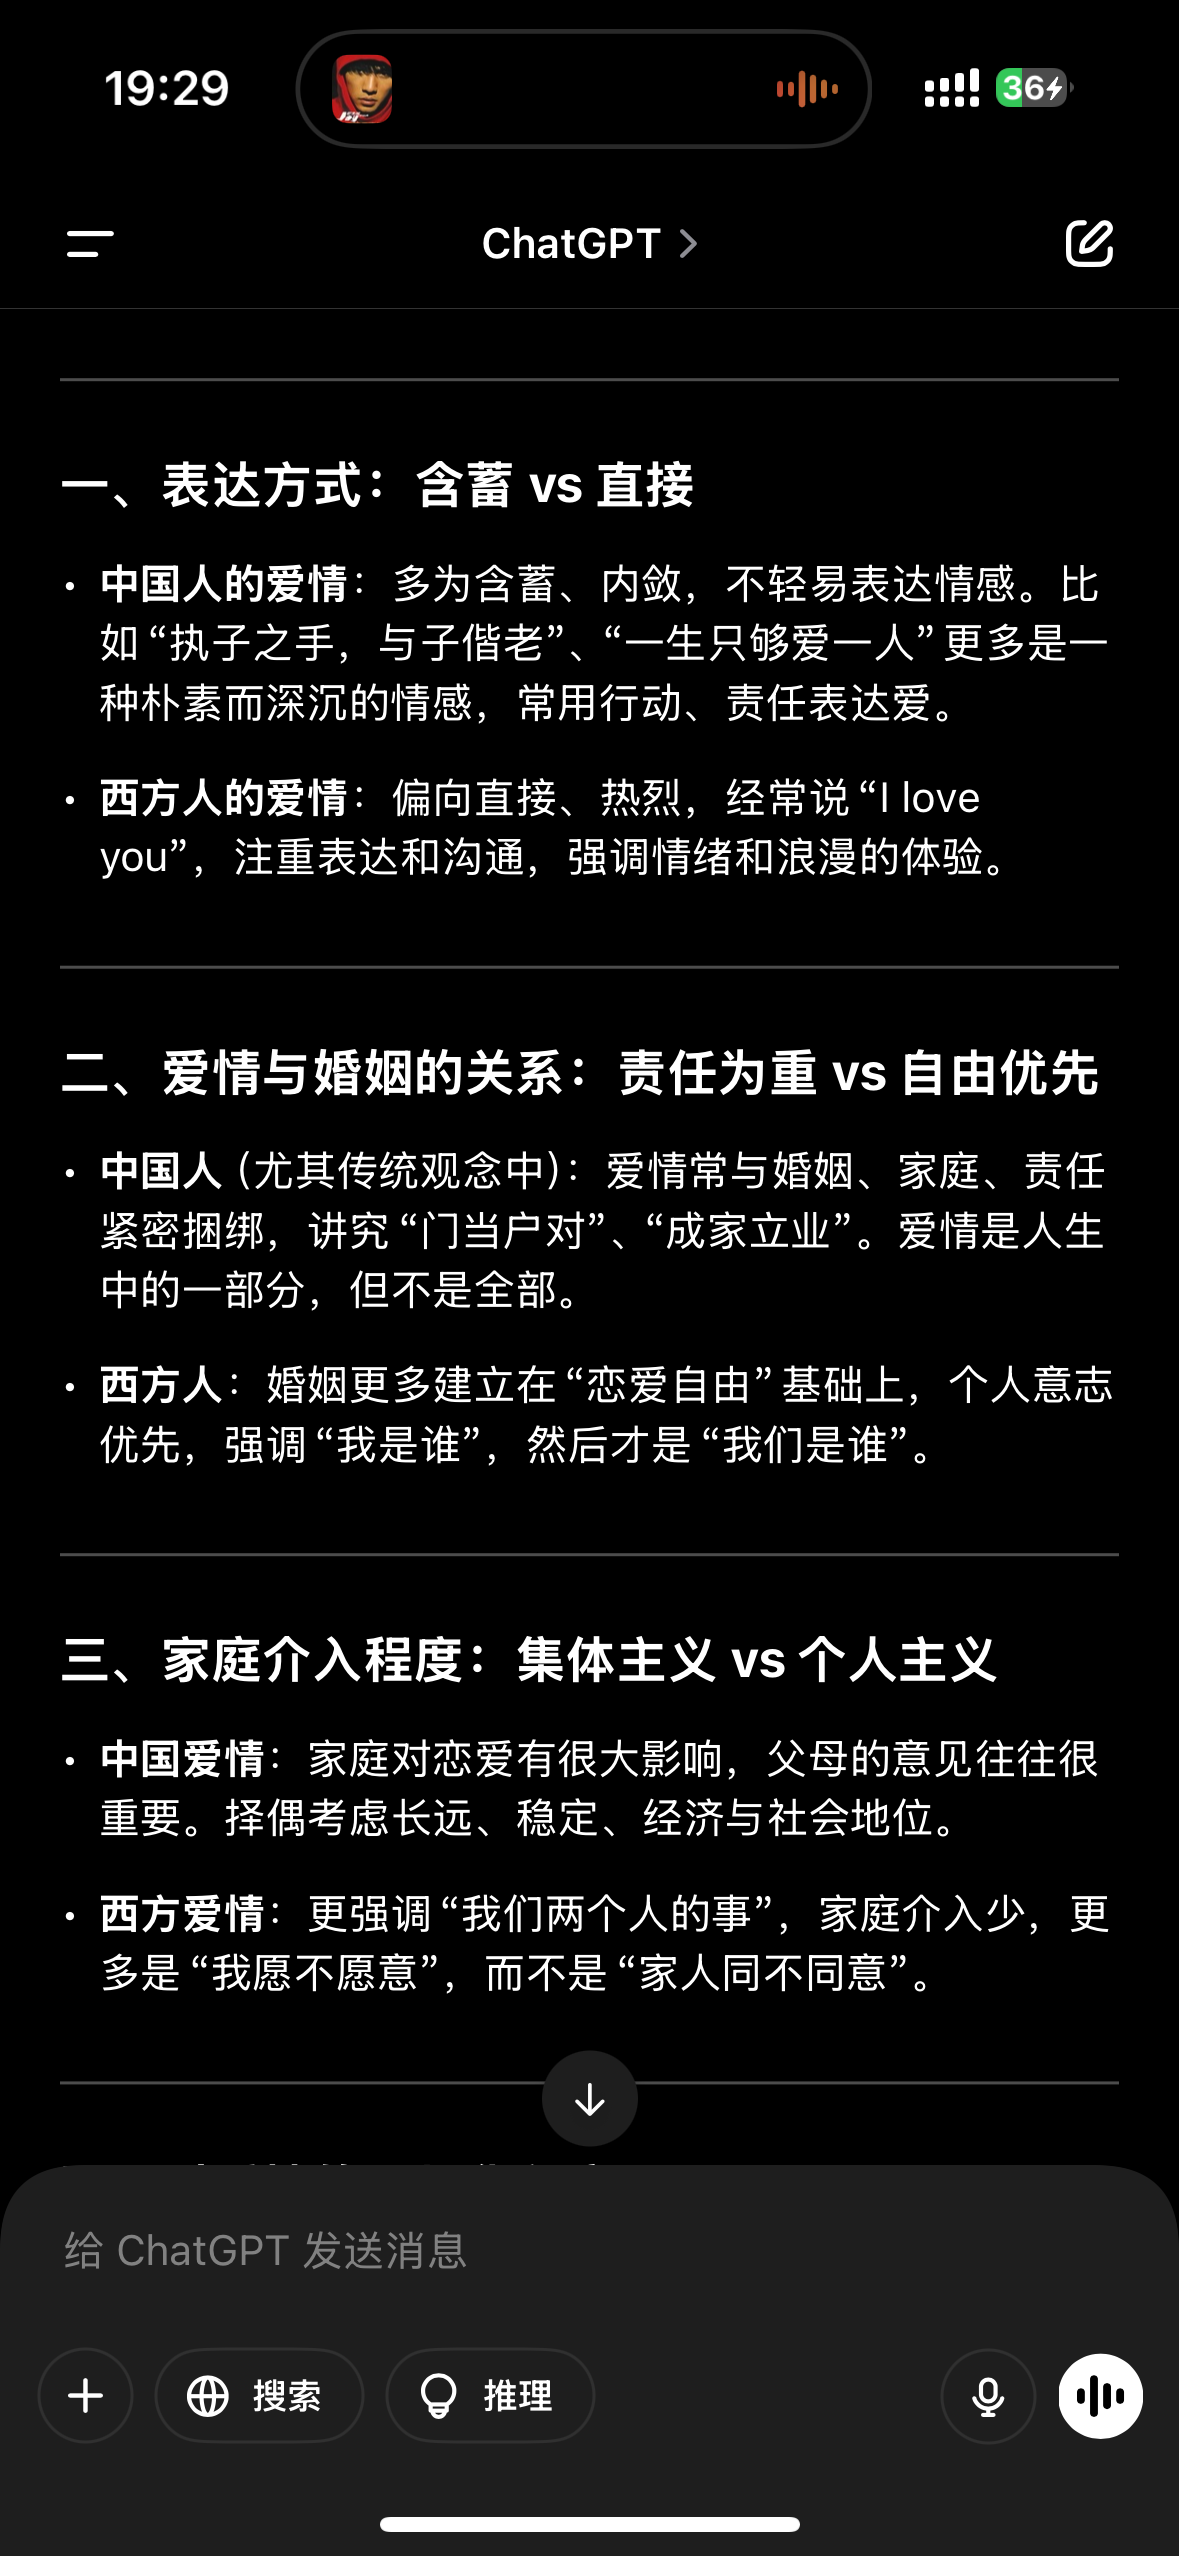 19:29
36
ChatGPT
一、表达方式：含蓄 vs 直接
• 中国人的爱情：多为含蓄、内敛，不轻易表达情感。比
如“执子之手，与子偕老”、“一生只够爱一人”更多是一
种朴素而深沉的情感，常用行动、责任表达爱。
• 西方人的爱情：偏向直接、热烈，经常说“I love
you”，注重表达和沟通，强调情绪和浪漫的体验。
二、爱情与婚姻的关系：责任为重 vs 自由优先
• 中国人（尤其传统观念中）：爱情常与婚姻、家庭、责任
紧密捆绑，讲究“门当户对”、“成家立业”。爱情是人生
中的一部分，但不是全部。
• 西方人：婚姻更多建立在“恋爱自由”基础上，个人意志
优先，强调“我是谁”，然后才是“我们是谁”。
三、家庭介入程度：集体主义 vs 个人主义
• 中国爱情：家庭对恋爱有很大影响，父母的意见往往很
重要。择偶考虑长远、稳定、经济与社会地位。
• 西方爱情：更强调“我们两个人的事”，家庭介入少，更
多是“我愿不愿意”，而不是“家人同不同意”。
给 ChatGPT 发送消息
搜索
推理